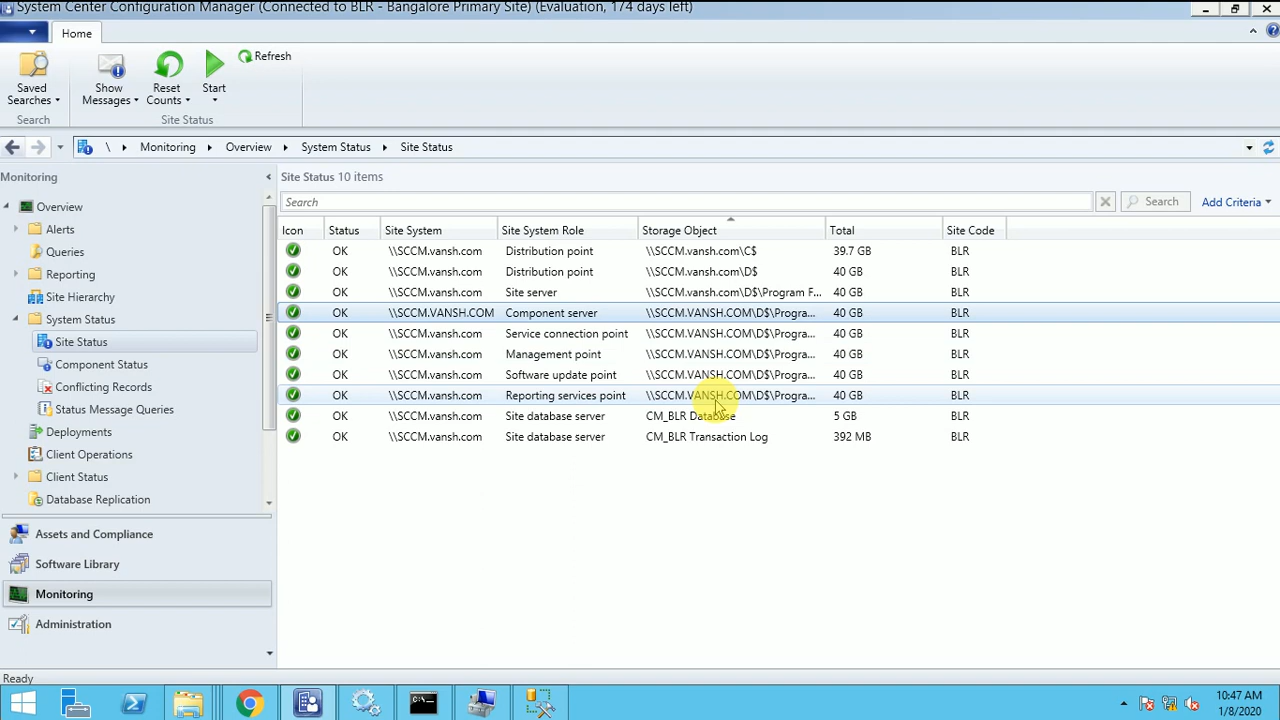 System Center Configuration Manager (Connected to BLR - Bangalore Primary Site) (Evaluation, 174 days left)
Home
Saved Searches
Show Messages
Reset Counts
Start
Refresh
Search
Site Status
\ Monitoring Overview System Status Site Status
Monitoring
Overview
Alerts
Queries
Reporting
Site Hierarchy
System Status
Site Status
Component Status
Conflicting Records
Status Message Queries
Deployments
Client Operations
Client Status
Database Replication
Assets and Compliance
Software Library
Monitoring
Administration
Site Status 10 items
Search Search Add Criteria
Icon Status Site System Site System Role Storage Object Total Site Code
OK \\SCCM.vansh.com Distribution point \\SCCM.vansh.com\C$ 39.7 GB BLR
OK \\SCCM.vansh.com Distribution point \\SCCM.vansh.com\D$ 40 GB BLR
OK \\SCCM.vansh.com Site server \\SCCM.vansh.com\D$\Program F... 40 GB BLR
OK \\SCCM.VANSH.COM Component server \\SCCM.VANSH.COM\D$\Progra... 40 GB BLR
OK \\SCCM.vansh.com Service connection point \\SCCM.VANSH.COM\D$\Progra... 40 GB BLR
OK \\SCCM.vansh.com Management point \\SCCM.VANSH.COM\D$\Progra... 40 GB BLR
OK \\SCCM.vansh.com Software update point \\SCCM.VANSH.COM\D$\Progra... 40 GB BLR
OK \\SCCM.vansh.com Reporting services point \\SCCM.VANSH.COM\D$\Progra... 40 GB BLR
OK \\SCCM.vansh.com Site database server CM_BLR Database 5 GB BLR
OK \\SCCM.vansh.com Site database server CM_BLR Transaction Log 392 MB BLR
Ready
10:47 AM
1/8/2020